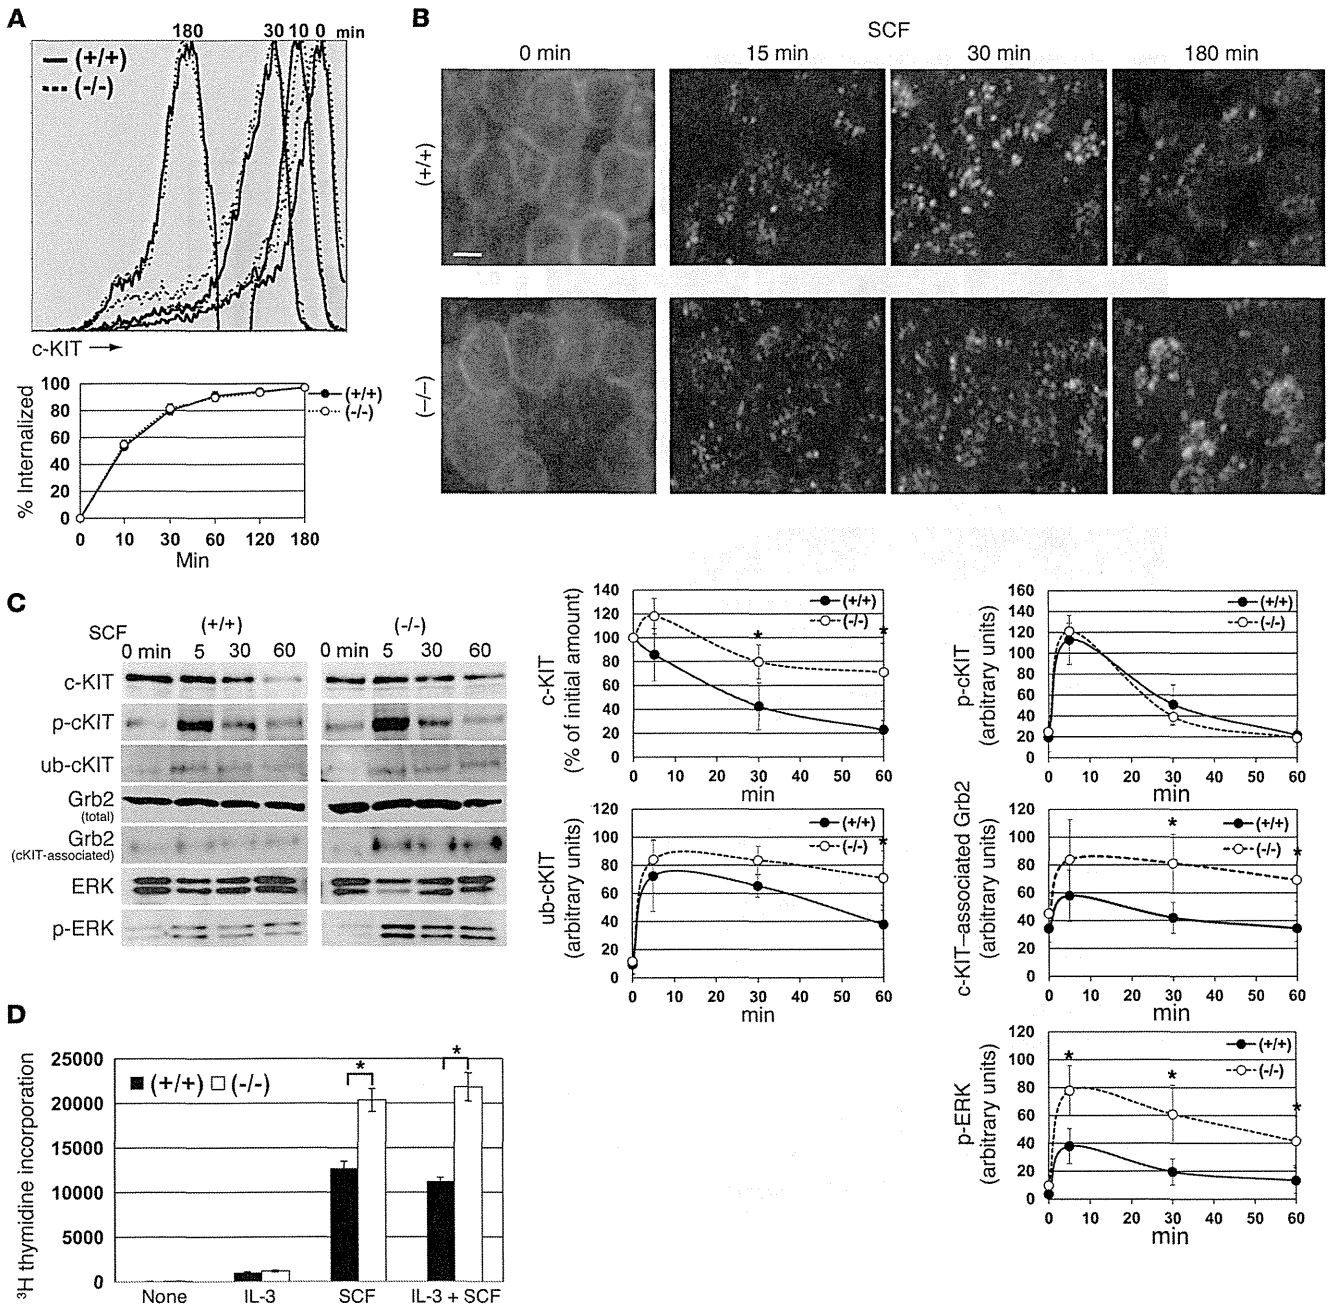 A
180 30 10 0 min
(+/+)
(-/-)
c-KIT
% Internalized
100
80
60
40
20
0
0 10 30 60 120 180
Min
(+/+)
(-/-)
B
SCF
0 min 15 min 30 min 180 min
(+/+)
(–/–)
C
SCF (+/+) (-/-)
0 min 5 30 60 0 min 5 30 60
c-KIT
p-cKIT
ub-cKIT
Grb2
(total)
Grb2
(cKIT-associated)
ERK
p-ERK
c-KIT
(% of initial amount)
140
120
100
80
60
40
20
0
0 10 20 30 40 50 60
min
(+/+)
(-/-)
* *
p-cKIT
(arbitrary units)
160
140
120
100
80
60
40
20
0
0 10 20 30 40 50 60
min
(+/+)
(-/-)
ub-cKIT
(arbitrary units)
120
100
80
60
40
20
0
0 10 20 30 40 50 60
min
(+/+)
(-/-)
*
c-KIT–associated Grb2
(arbitrary units)
120
100
80
60
40
20
0
0 10 20 30 40 50 60
min
(+/+)
(-/-)
* *
p-ERK
(arbitrary units)
120
100
80
60
40
20
0
0 10 20 30 40 50 60
min
(+/+)
(-/-)
* * *
D
³H thymidine incorporation
25000
20000
15000
10000
5000
0
(+/+) (-/-)
* *
None IL-3 SCF IL-3 + SCF